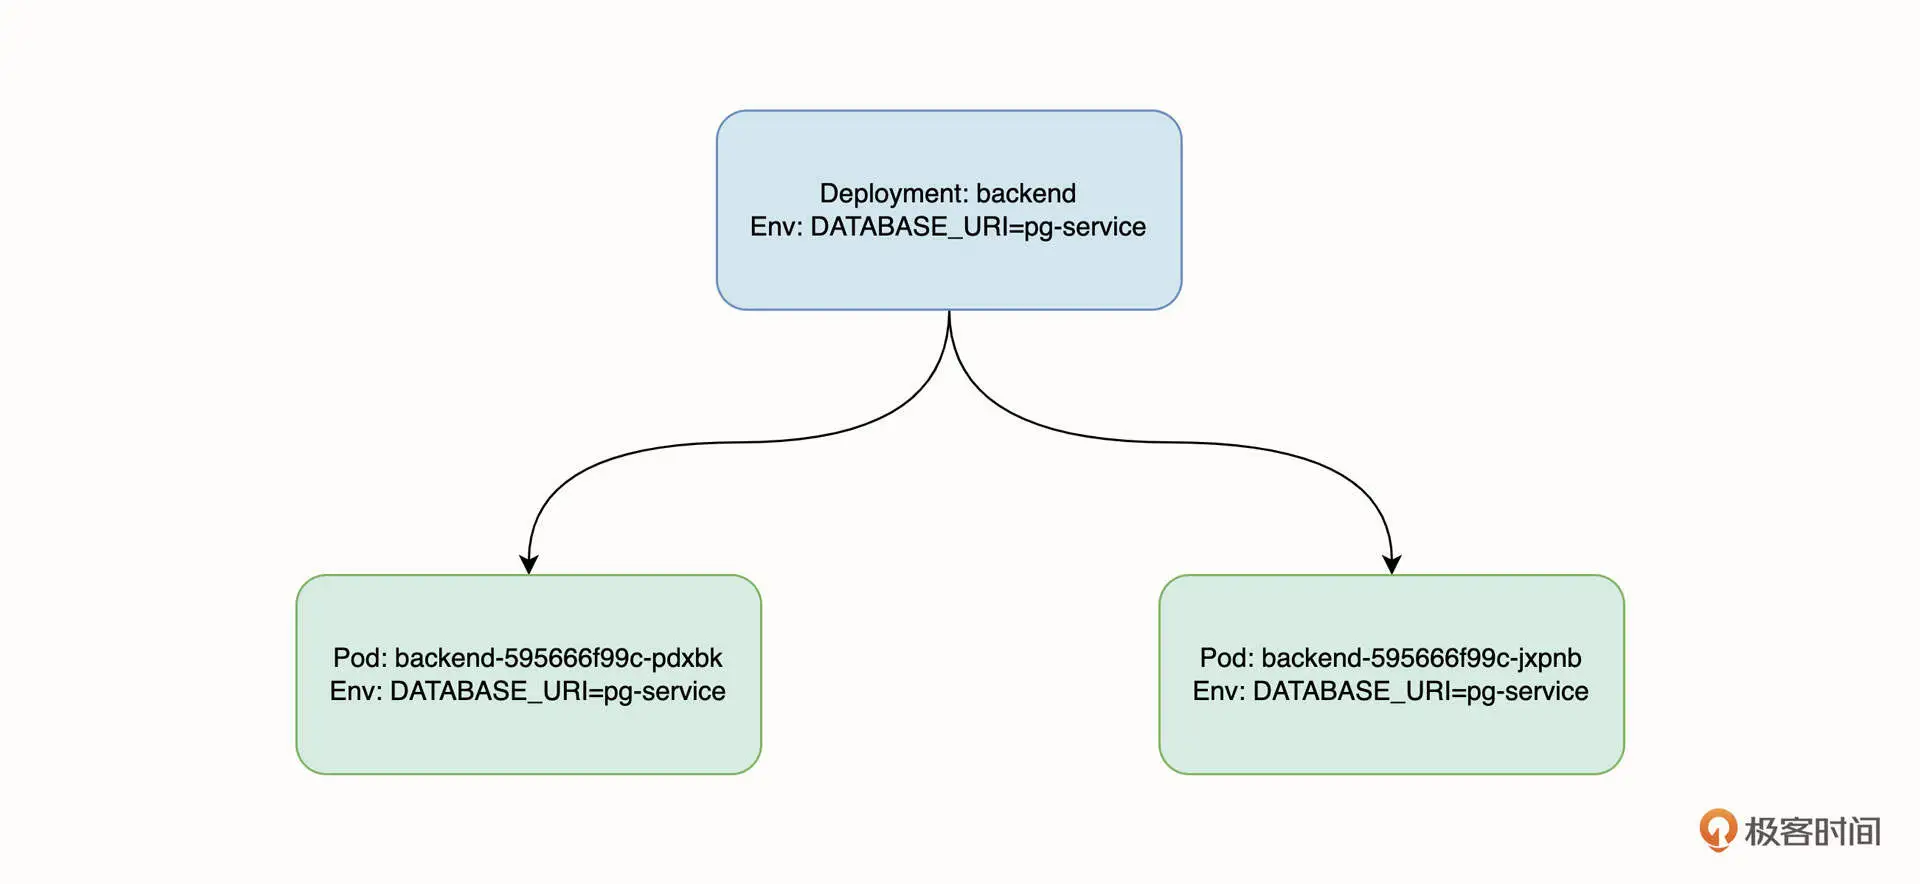 Deployment: backend
Env: DATABASE_URI=pg-service
Pod: backend-595666f99c-pdxbk
Env: DATABASE_URI=pg-service
Pod: backend-595666f99c-jxpnb
Env: DATABASE_URI=pg-service
极客时间